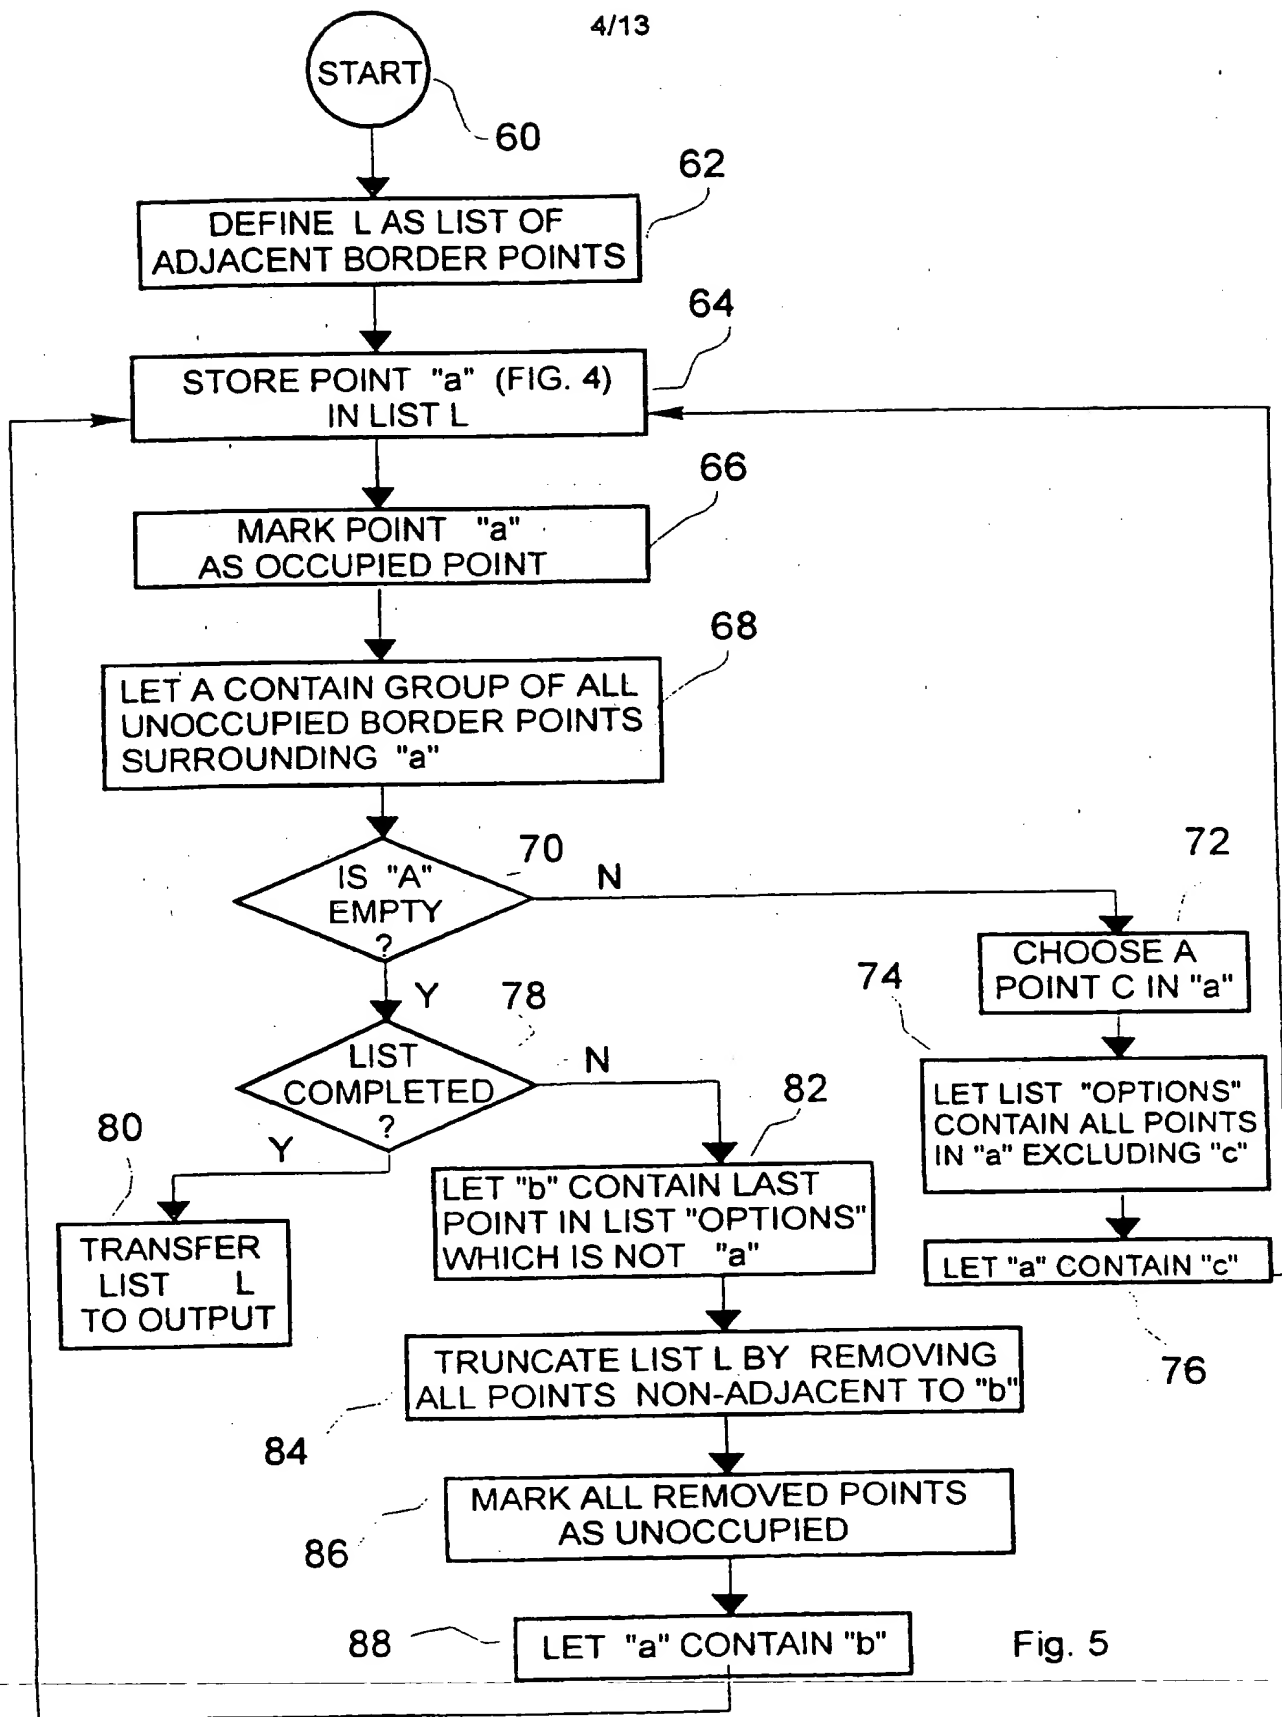 4/13
START
60
62
DEFINE L AS LIST OF
ADJACENT BORDER POINTS
64
STORE POINT "a" (FIG. 4)
IN LIST L
66
MARK POINT "a"
AS OCCUPIED POINT
68
LET A CONTAIN GROUP OF ALL
UNOCCUPIED BORDER POINTS
SURROUNDING "a"
70
IS "A"
EMPTY
?
N
Y
72
CHOOSE A
POINT C IN "a"
74
LET LIST "OPTIONS"
CONTAIN ALL POINTS
IN "a" EXCLUDING "c"
LET "a" CONTAIN "c"
76
78
LIST
COMPLETED
?
N
Y
80
TRANSFER
LIST L
TO OUTPUT
82
LET "b" CONTAIN LAST
POINT IN LIST "OPTIONS"
WHICH IS NOT "a"
TRUNCATE LIST L BY REMOVING
ALL POINTS NON-ADJACENT TO "b"
84
MARK ALL REMOVED POINTS
AS UNOCCUPIED
86
88
LET "a" CONTAIN "b"
Fig. 5